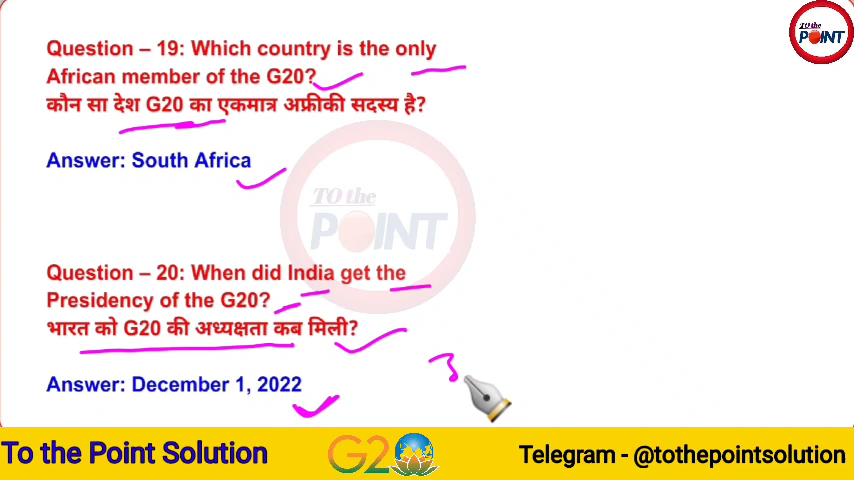 TO the
POINT
Question – 19: Which country is the only
African member of the G20?
कौन सा देश G20 का एकमात्र अफ्रीकी सदस्य है?
Answer: South Africa
TO the
POINT
Question – 20: When did India get the
Presidency of the G20?
भारत को G20 की अध्यक्षता कब मिली?
Answer: December 1, 2022
To the Point Solution
G20
Telegram - @tothepointsolution